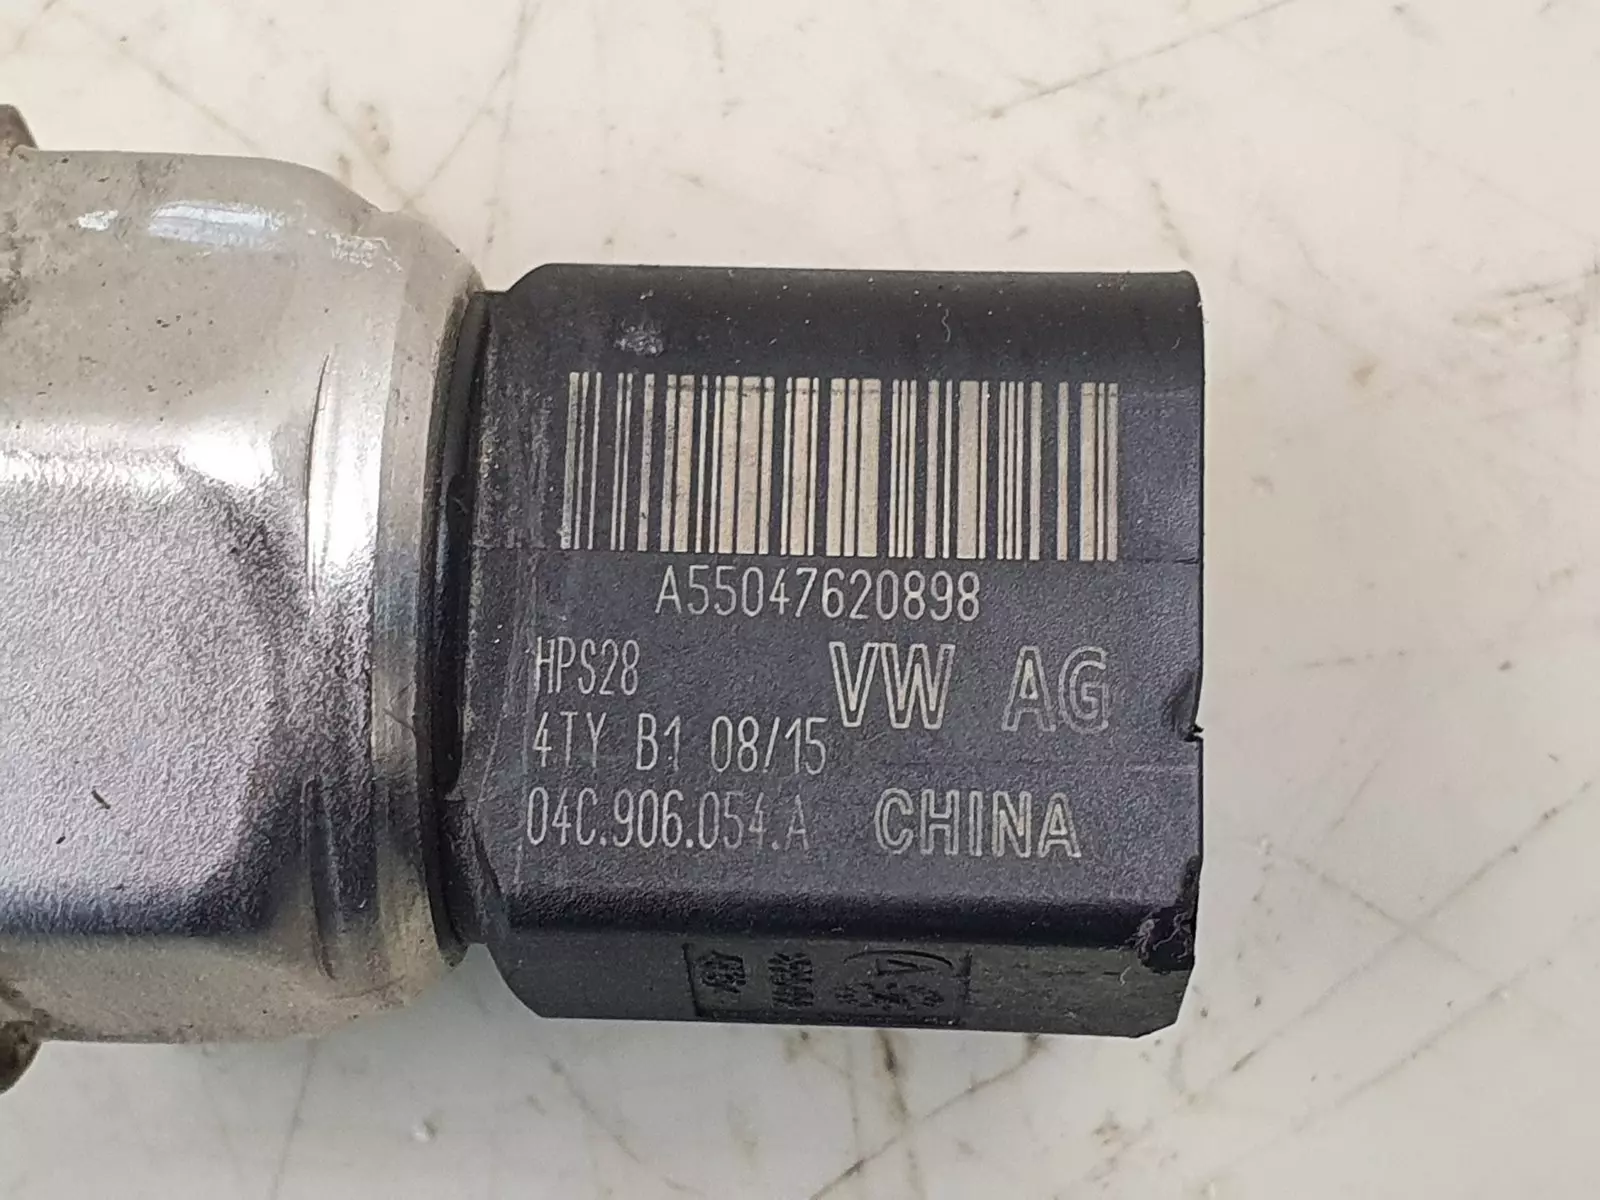 A55047620898
HPS28 VW AG
4TY B1 08/15
04C.906.054.A CHINA